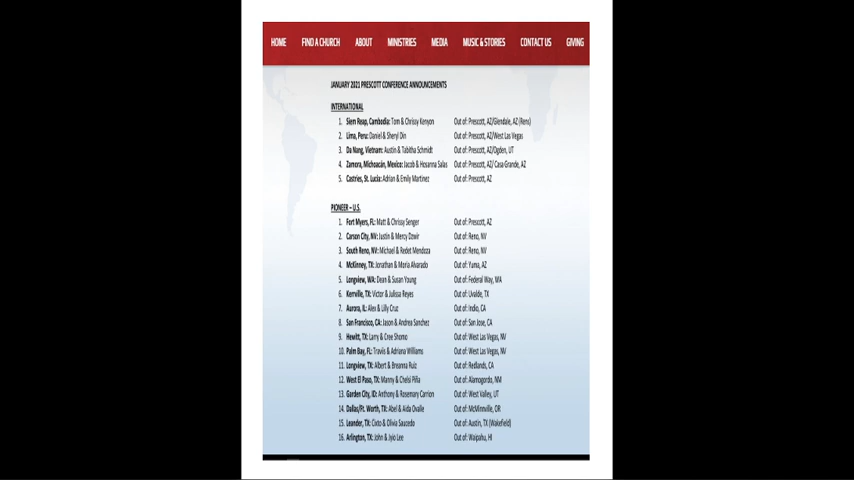 HOME FIND A CHURCH ABOUT MINISTRIES MEDIA MUSIC & STORIES CONTACT US GIVING
JANUARY 2021 PRESCOTT CONFERENCE ANNOUNCEMENTS
INTERNATIONAL
1. Siem Reap, Cambodia: Tom & Chrissy Kenyon Out of: Prescott, AZ/Glendale, AZ (Reno)
2. Lima, Peru: Daniel & Sheryl Din Out of: Prescott, AZ/West Las Vegas
3. Da Nang, Vietnam: Austin & Tabitha Schmidt Out of: Prescott, AZ/Ogden, UT
4. Zamora, Michoacán, Mexico: Jacob & Hosanna Salas Out of: Prescott, AZ/ Casa Grande, AZ
5. Castries, St. Lucia: Adrian & Emily Martinez Out of: Prescott, AZ
PIONEER – U.S.
1. Fort Myers, FL: Matt & Chrissy Senger Out of: Prescott, AZ
2. Carson City, NV: Justin & Mercy Dzwir Out of: Reno, NV
3. South Reno, NV: Michael & Redet Mendoza Out of: Reno, NV
4. McKinney, TX: Jonathan & Moria Alvarado Out of: Yuma, AZ
5. Longview, WA: Dean & Susan Young Out of: Federal Way, WA
6. Kerrville, TX: Victor & Julissa Reyes Out of: Uvalde, TX
7. Aurora, IL: Alex & Lilly Cruz Out of: Indio, CA
8. San Francisco, CA: Jason & Andrea Sanchez Out of: San Jose, CA
9. Hewitt, TX: Larry & Cree Shomo Out of: West Las Vegas, NV
10. Palm Bay, FL: Travis & Adriana Williams Out of: West Las Vegas, NV
11. Longview, TX: Albert & Breanna Ruiz Out of: Redlands, CA
12. West El Paso, TX: Manny & Chelsi Piña Out of: Alamogordo, NM
13. Garden City, ID: Anthony & Rosemary Carrion Out of: West Valley, UT
14. Dallas/Ft. Worth, TX: Abel & Aida Ovalle Out of: McMinnville, OR
15. Leander, TX: Cixto & Olivia Saucedo Out of: Austin, TX (Wakefield)
16. Arlington, TX: John & Jylo Lee Out of: Waipahu, HI